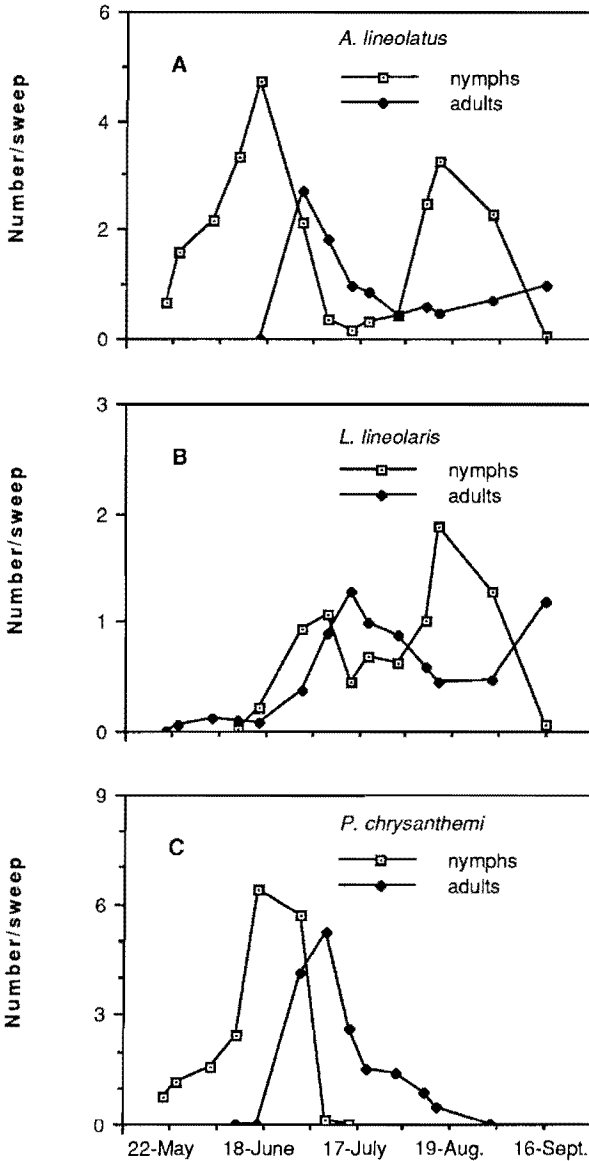 6
A. lineolatus
A
nymphs
adults
4
2
0
Number/sweep
3
L. lineolaris
B
nymphs
adults
2
1
0
Number/sweep
9
P. chrysanthemi
C
nymphs
adults
6
3
0
Number/sweep
22-May 18-June 17-July 19-Aug. 16-Sept.